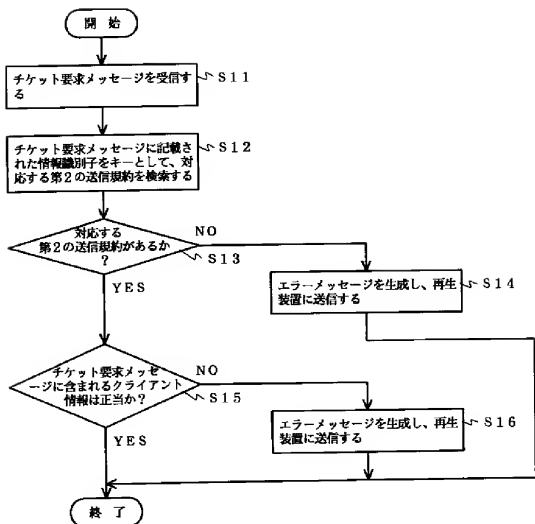 開 始
チケット要求メッセージを受信す
る
S11
チケット要求メッセージに記載され
た情報識別子をキーとして、対
応する第2の送信規約を検索する
S12
対応する
第2の送信規約があるか
?
NO
S13
YES
エラーメッセージを生成し、再生
装置に送信する
S14
チケット要求メッセ
ージに含まれるクライアント
情報は正当か?
NO
S15
YES
エラーメッセージを生成し、再生
装置に送信する
S16
終 了